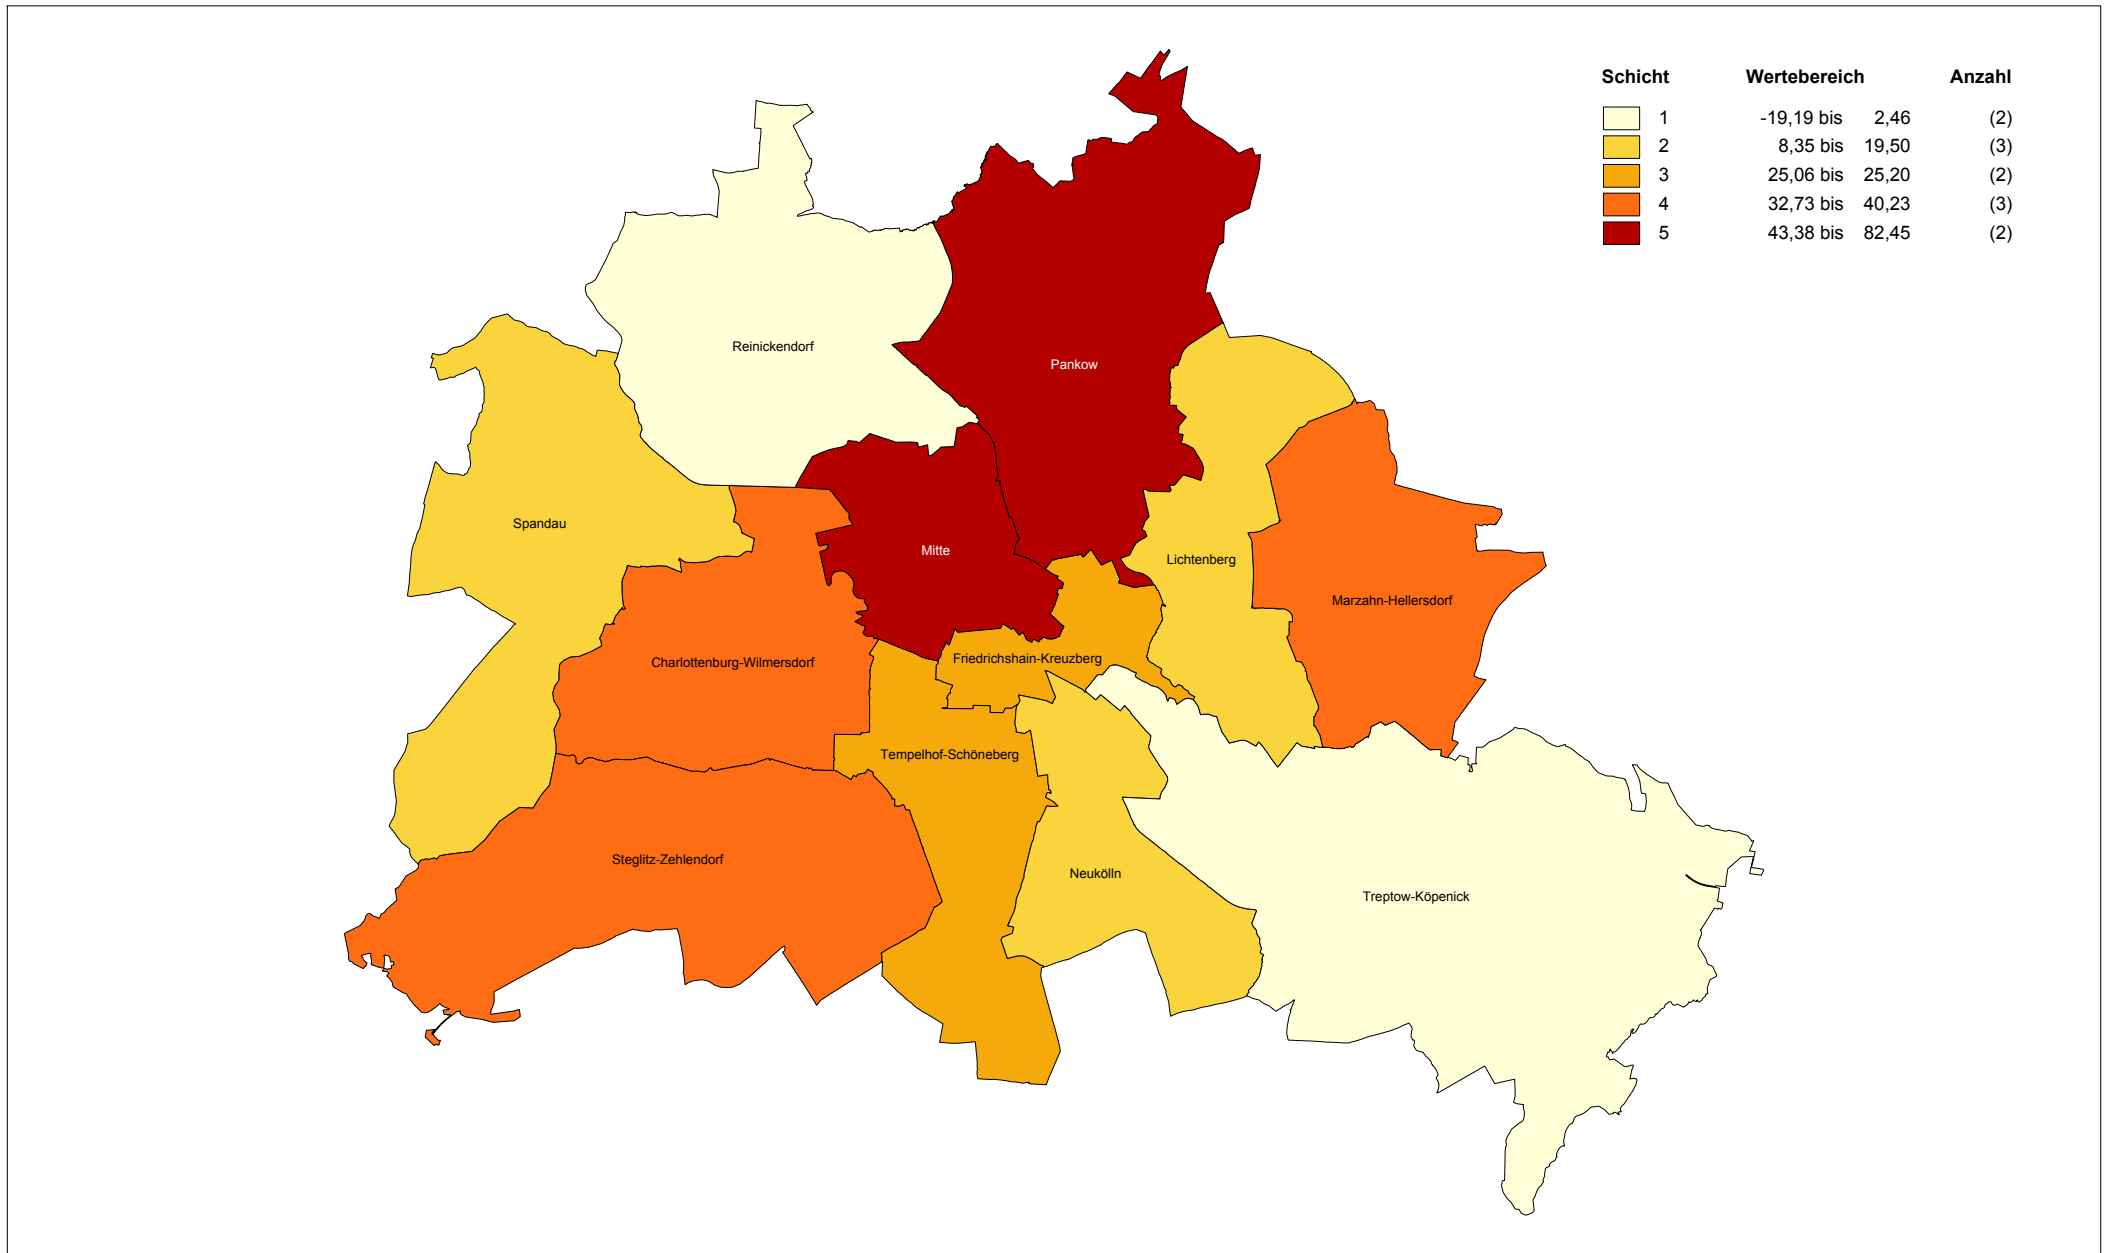 Schicht Wertebereich Anzahl
1 -19,19 bis 2,46 (2)
2 8,35 bis 19,50 (3)
3 25,06 bis 25,20 (2)
4 32,73 bis 40,23 (3)
5 43,38 bis 82,45 (2)
Reinickendorf
Pankow
Spandau
Mitte
Lichtenberg
Marzahn-Hellersdorf
Charlottenburg-Wilmersdorf
Friedrichshain-Kreuzberg
Tempelhof-Schöneberg
Steglitz-Zehlendorf
Neukölln
Treptow-Köpenick